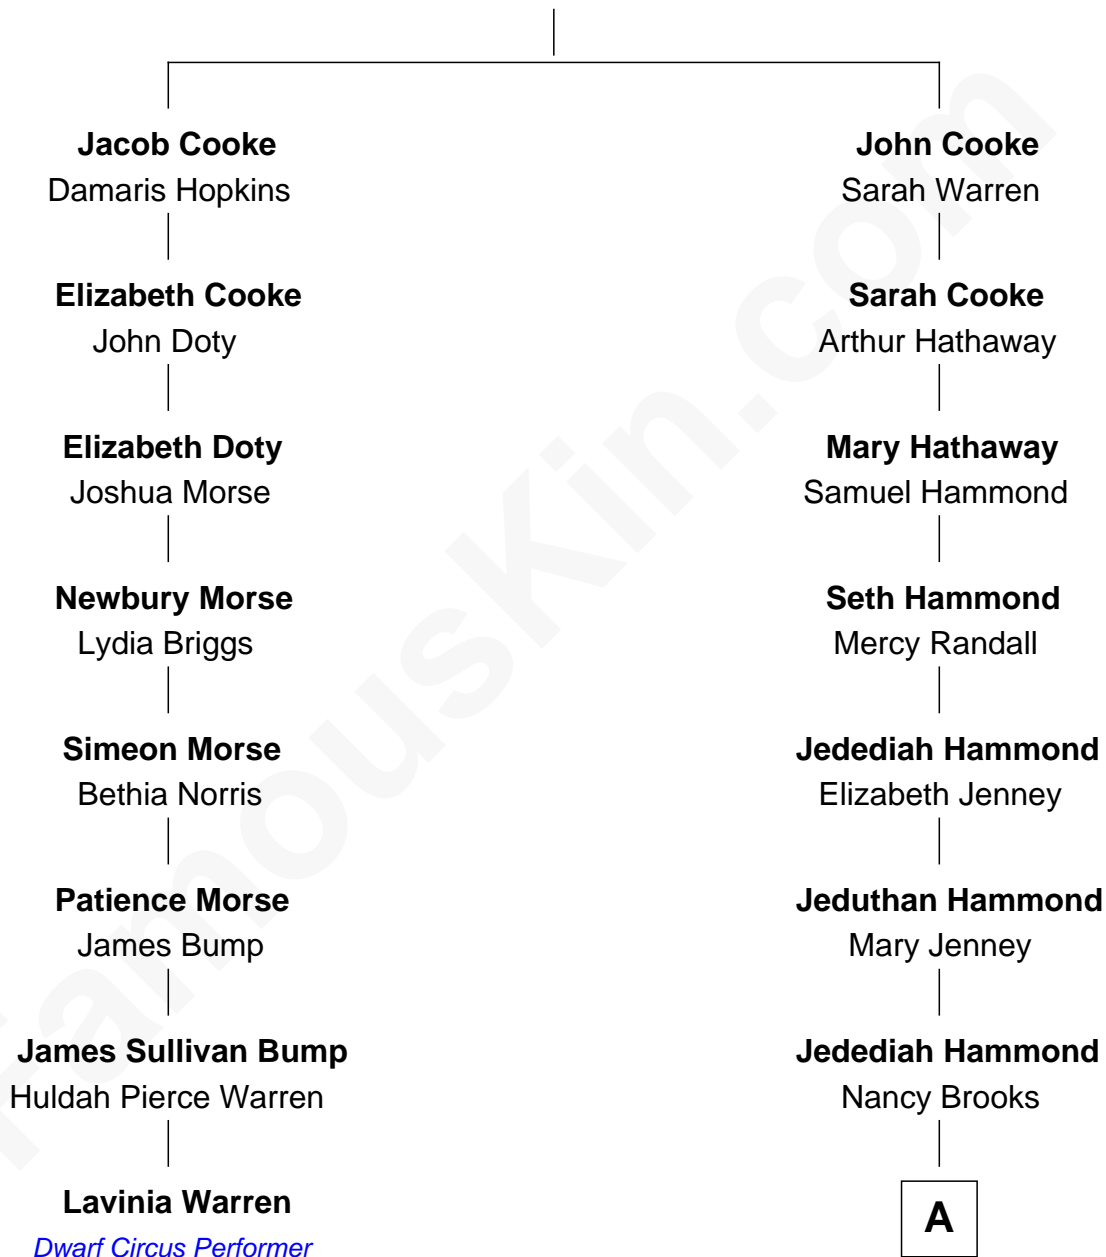 Jacob Cooke
Damaris Hopkins
Elizabeth Cooke
John Doty
Elizabeth Doty
Joshua Morse
Newbury Morse
Lydia Briggs
Simeon Morse
Bethia Norris
Patience Morse
James Bump
James Sullivan Bump
Huldah Pierce Warren
Lavinia Warren
Dwarf Circus Performer
John Cooke
Sarah Warren
Sarah Cooke
Arthur Hathaway
Mary Hathaway
Samuel Hammond
Seth Hammond
Mercy Randall
Jedediah Hammond
Elizabeth Jenney
Jeduthan Hammond
Mary Jenney
Jedediah Hammond
Nancy Brooks
A
FamousKin.com